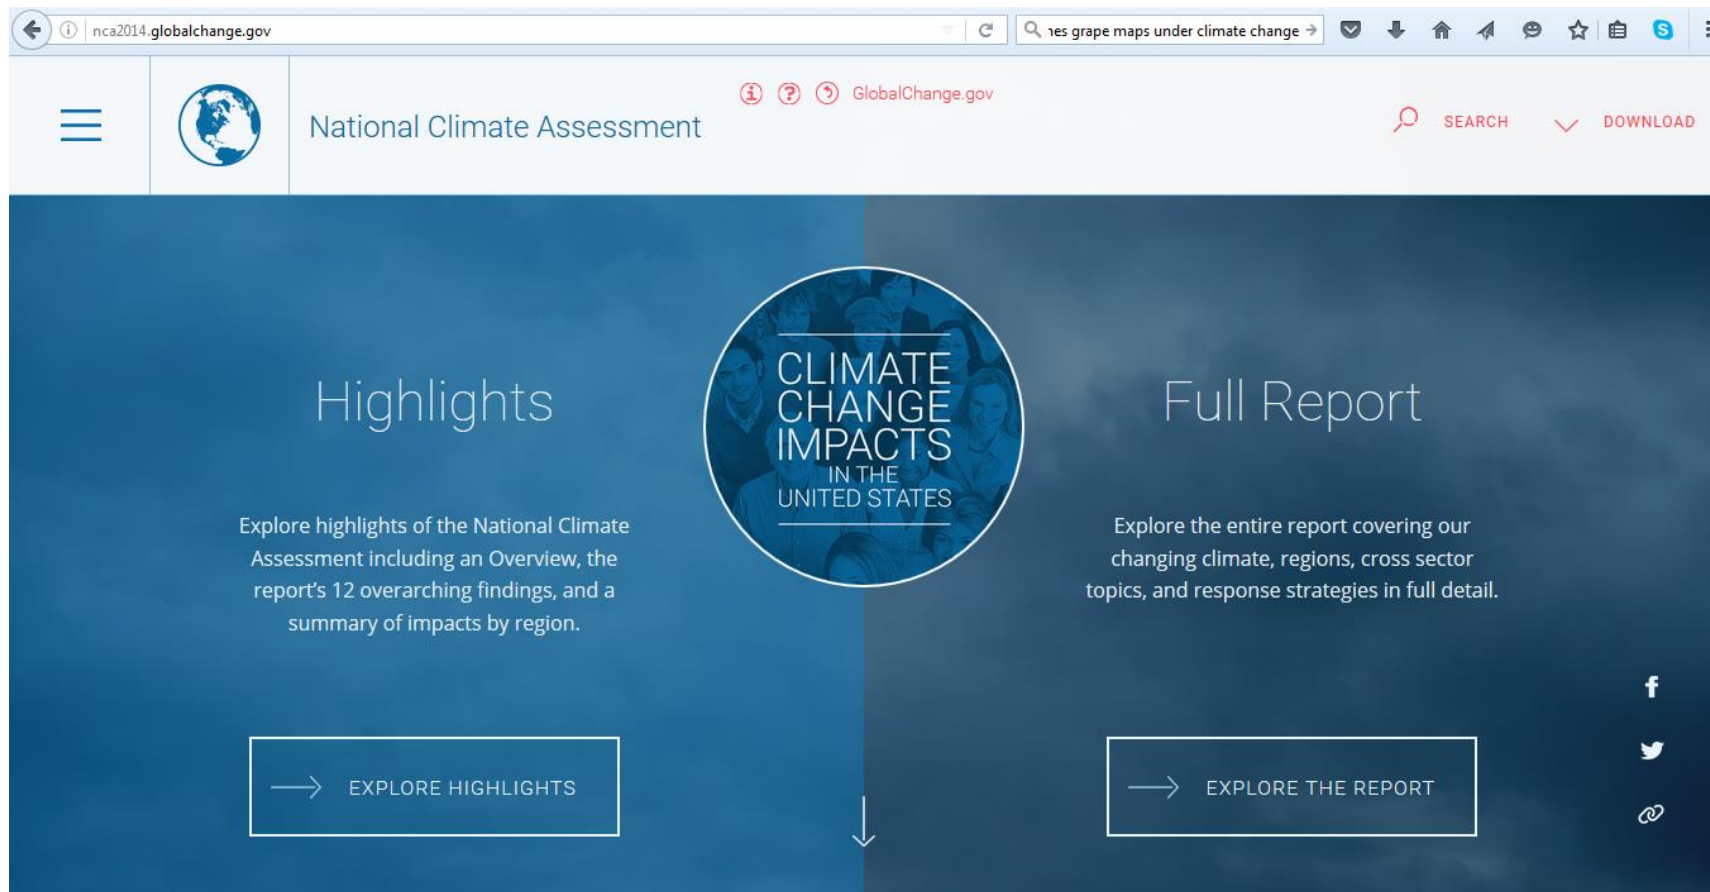 nca2014.globalchange.gov
nes grape maps under climate change
GlobalChange.gov
National Climate Assessment
SEARCH
DOWNLOAD
CLIMATE
CHANGE
IMPACTS
IN THE
UNITED STATES
Highlights
Explore highlights of the National Climate
Assessment including an Overview, the
report's 12 overarching findings, and a
summary of impacts by region.
EXPLORE HIGHLIGHTS
Full Report
Explore the entire report covering our
changing climate, regions, cross sector
topics, and response strategies in full detail.
EXPLORE THE REPORT